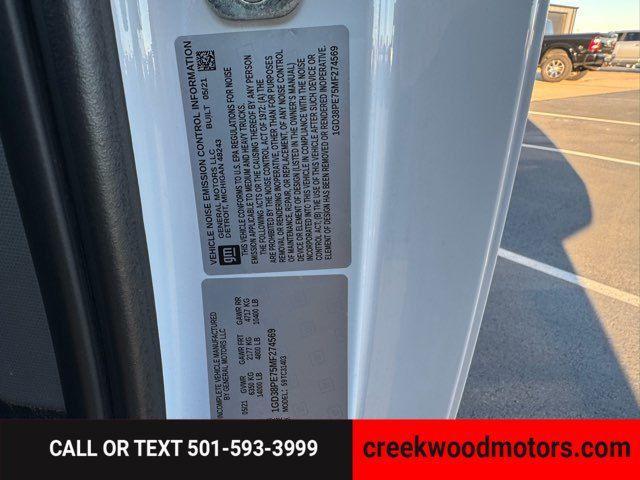 VEHICLE NOISE EMISSION CONTROL INFORMATION
GENERAL MOTORS LLC BUILT 05/21
DETROIT, MICHIGAN 48243
gm
THIS VEHICLE CONFORMS TO U.S. EPA REGULATIONS FOR NOISE
EMISSION APPLICABLE TO MEDIUM AND HEAVY TRUCKS.
THE FOLLOWING ACTS OR THE CAUSING THEREOF BY ANY PERSON
ARE PROHIBITED BY THE NOISE CONTROL ACT OF 1972: (A) THE
REMOVAL OR RENDERING INOPERATIVE, OTHER THAN FOR PURPOSES
OF MAINTENANCE, REPAIR, OR REPLACEMENT, OF ANY NOISE CONTROL
DEVICE OR ELEMENT OF DESIGN (LISTED IN THE OWNER'S MANUAL)
INCORPORATED INTO THIS VEHICLE IN COMPLIANCE WITH THE NOISE
CONTROL ACT; (B) THE USE OF THIS VEHICLE AFTER SUCH DEVICE OR
ELEMENT OF DESIGN HAS BEEN REMOVED OR RENDERED INOPERATIVE.
1GD38PE75MF274569
INCOMPLETE VEHICLE MANUFACTURED
BY GENERAL MOTORS LLC
05/21 GVWR GAWR FRT GAWR RR
6350 KG 2177 KG 4717 KG
14000 LB 4800 LB 10400 LB
1GD38PE75MF274569
MODEL: S9TC31403
CALL OR TEXT 501-593-3999
creekwoodmotors.com